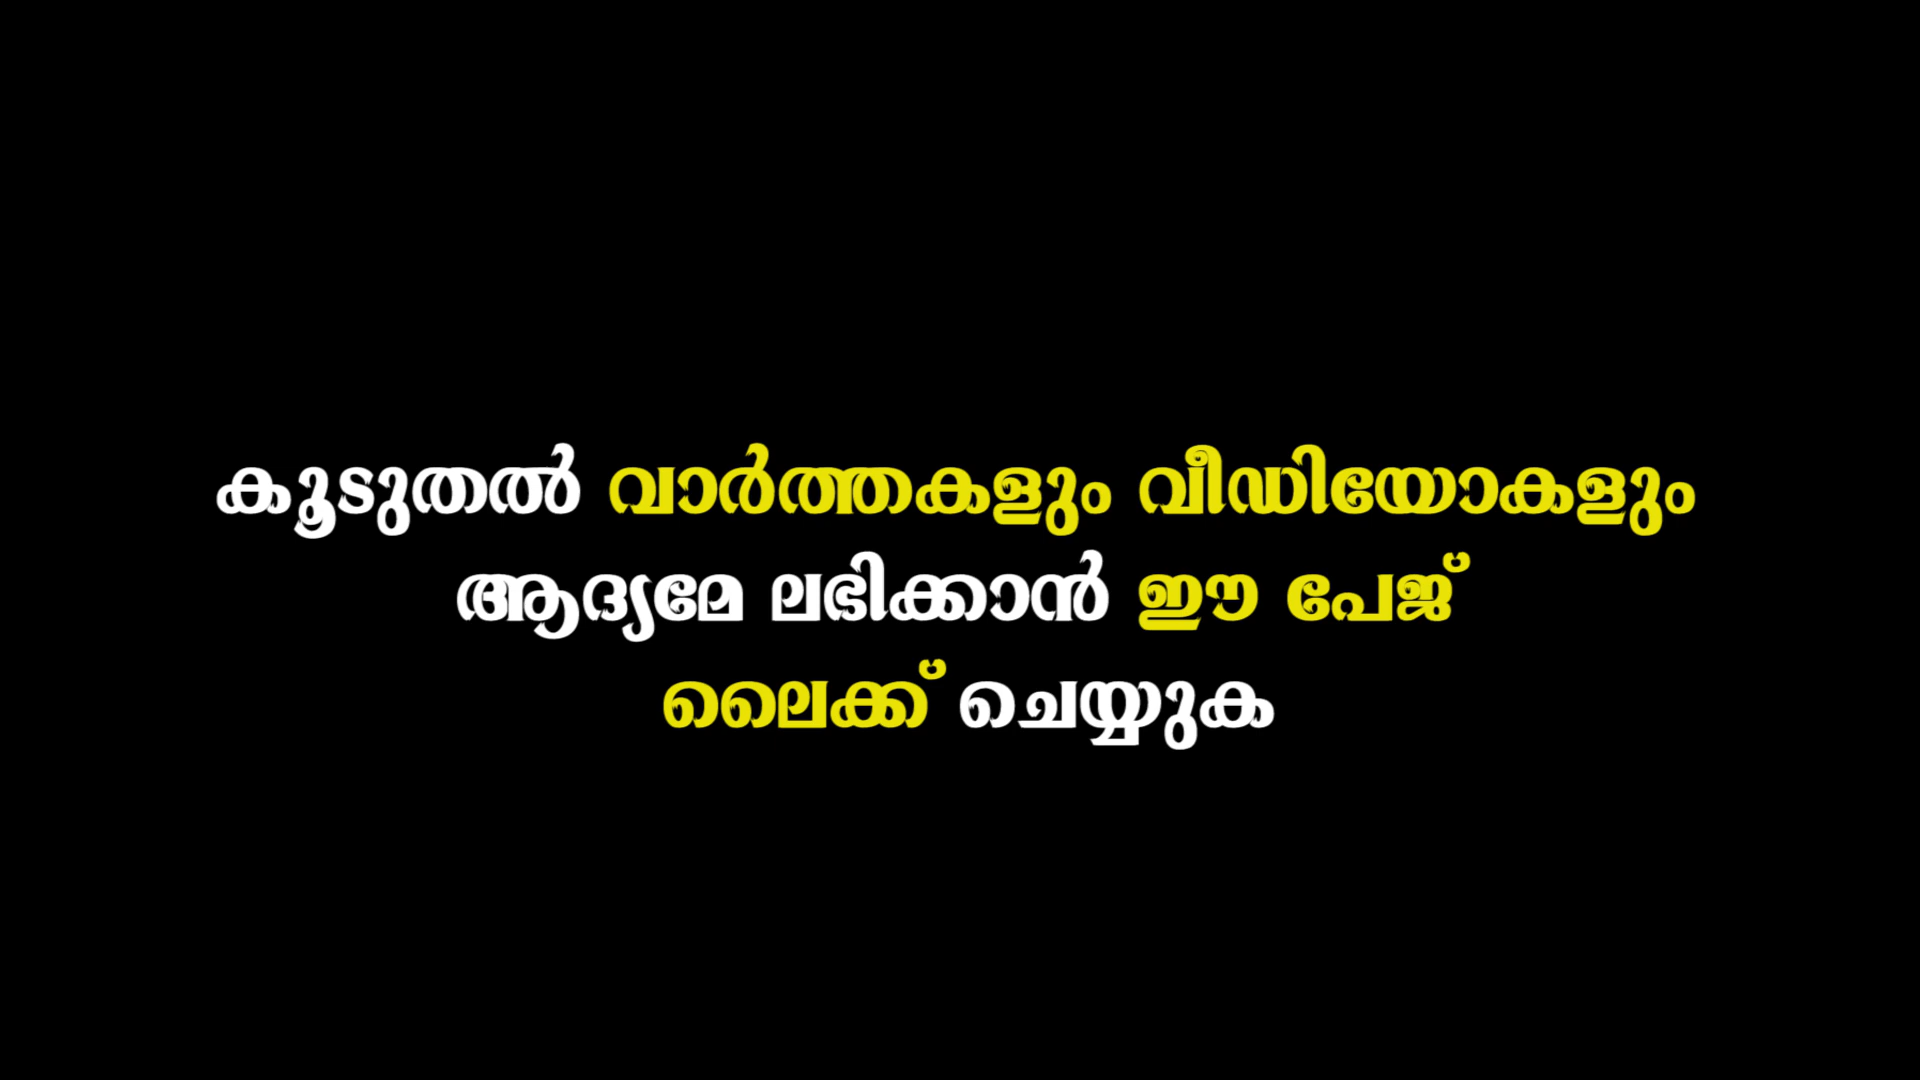 കൂടുതൽ വാർത്തകളും വീഡിയോകളും
ആദ്യമേ ലഭിക്കാൻ ഈ പേജ്
ലൈക്ക് ചെയ്യുക